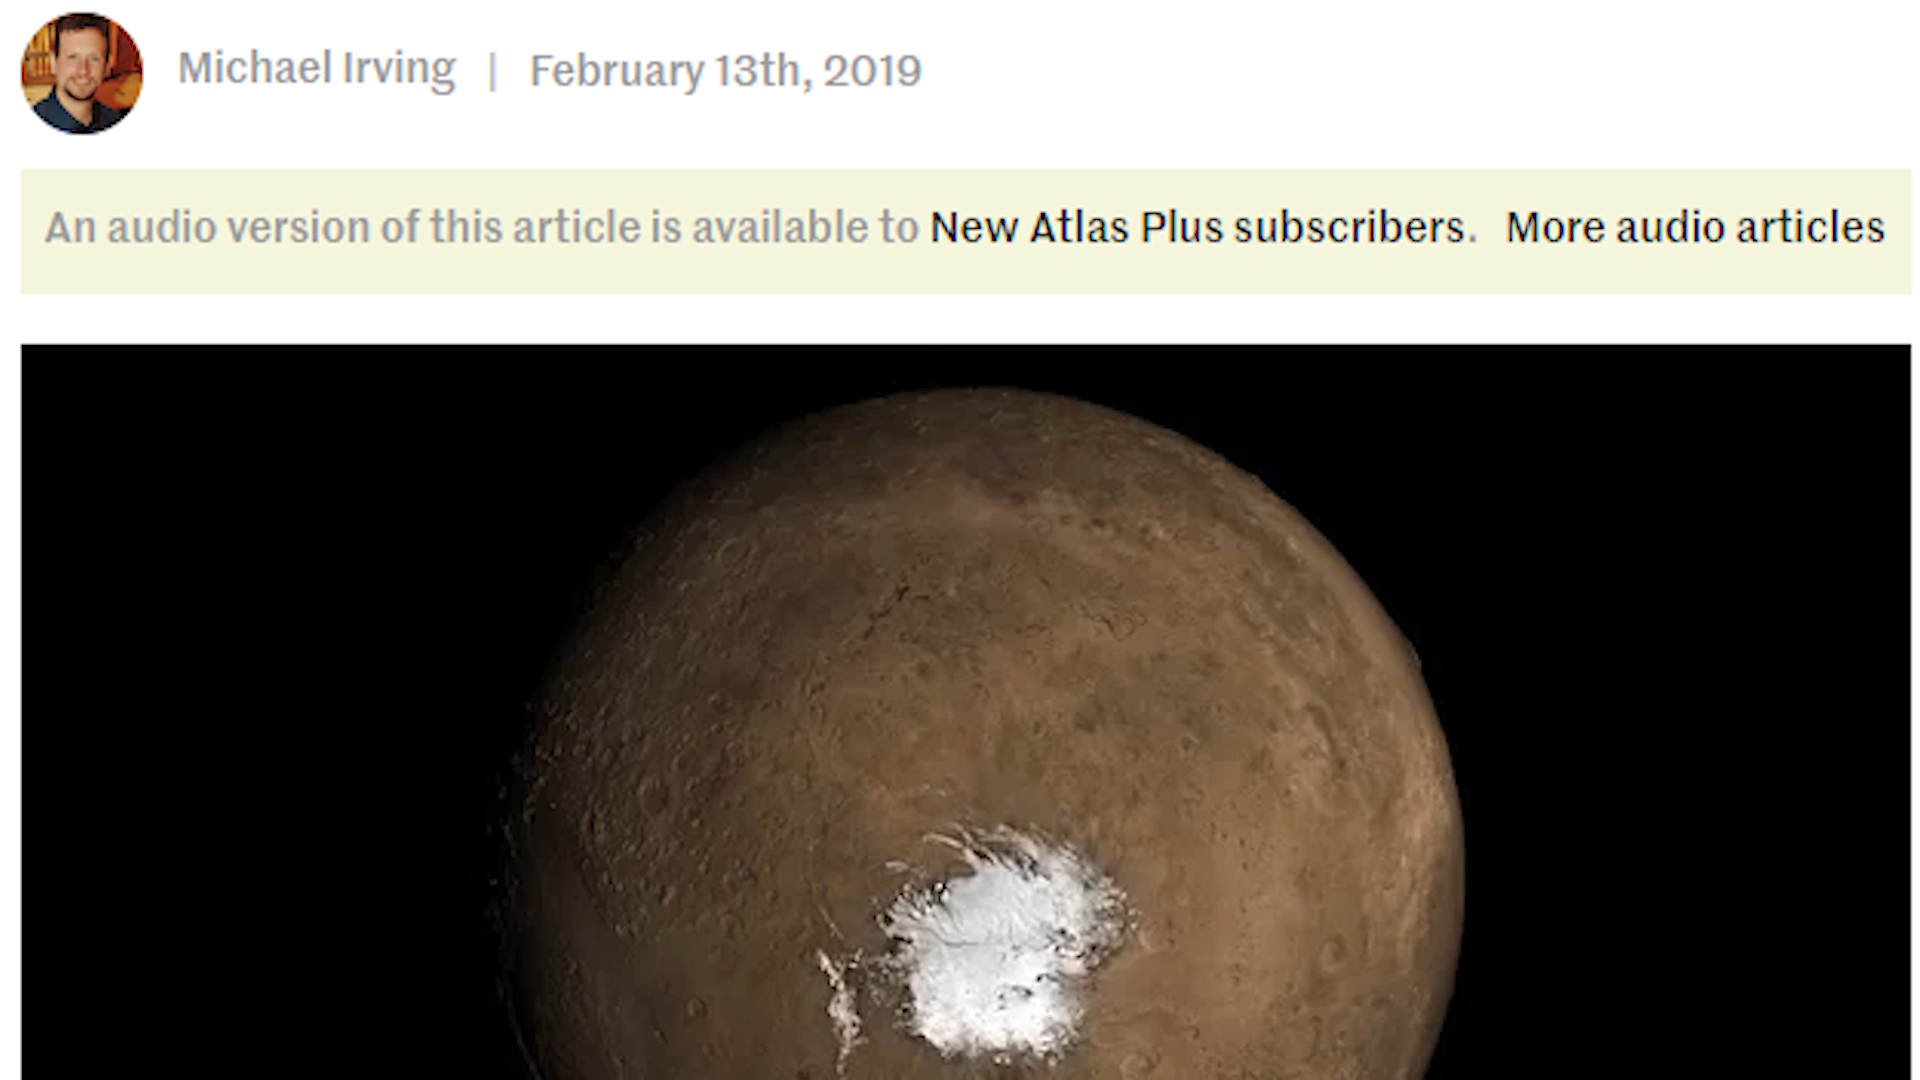 Michael Irving | February 13th, 2019
An audio version of this article is available to New Atlas Plus subscribers. More audio articles